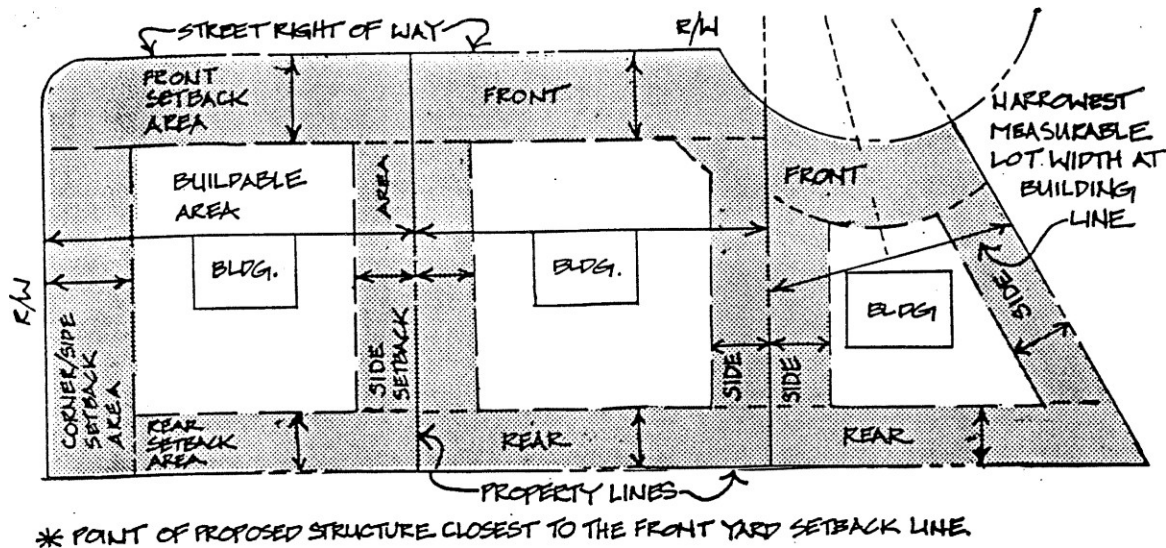 STREET RIGHT OF WAY
R/W
FRONT
SETBACK
AREA
FRONT
NARROWEST
MEASURABLE
LOT WIDTH AT
BUILDING
LINE
BUILDABLE
AREA
AREA
FRONT
BLDG.
BLDG.
BLDG
R/W
CORNER/SIDE
SETBACK
AREA
SIDE
SETBACK
SIDE
SIDE
SIDE
REAR
SETBACK
AREA
REAR
REAR
PROPERTY LINES
* POINT OF PROPOSED STRUCTURE CLOSEST TO THE FRONT YARD SETBACK LINE.